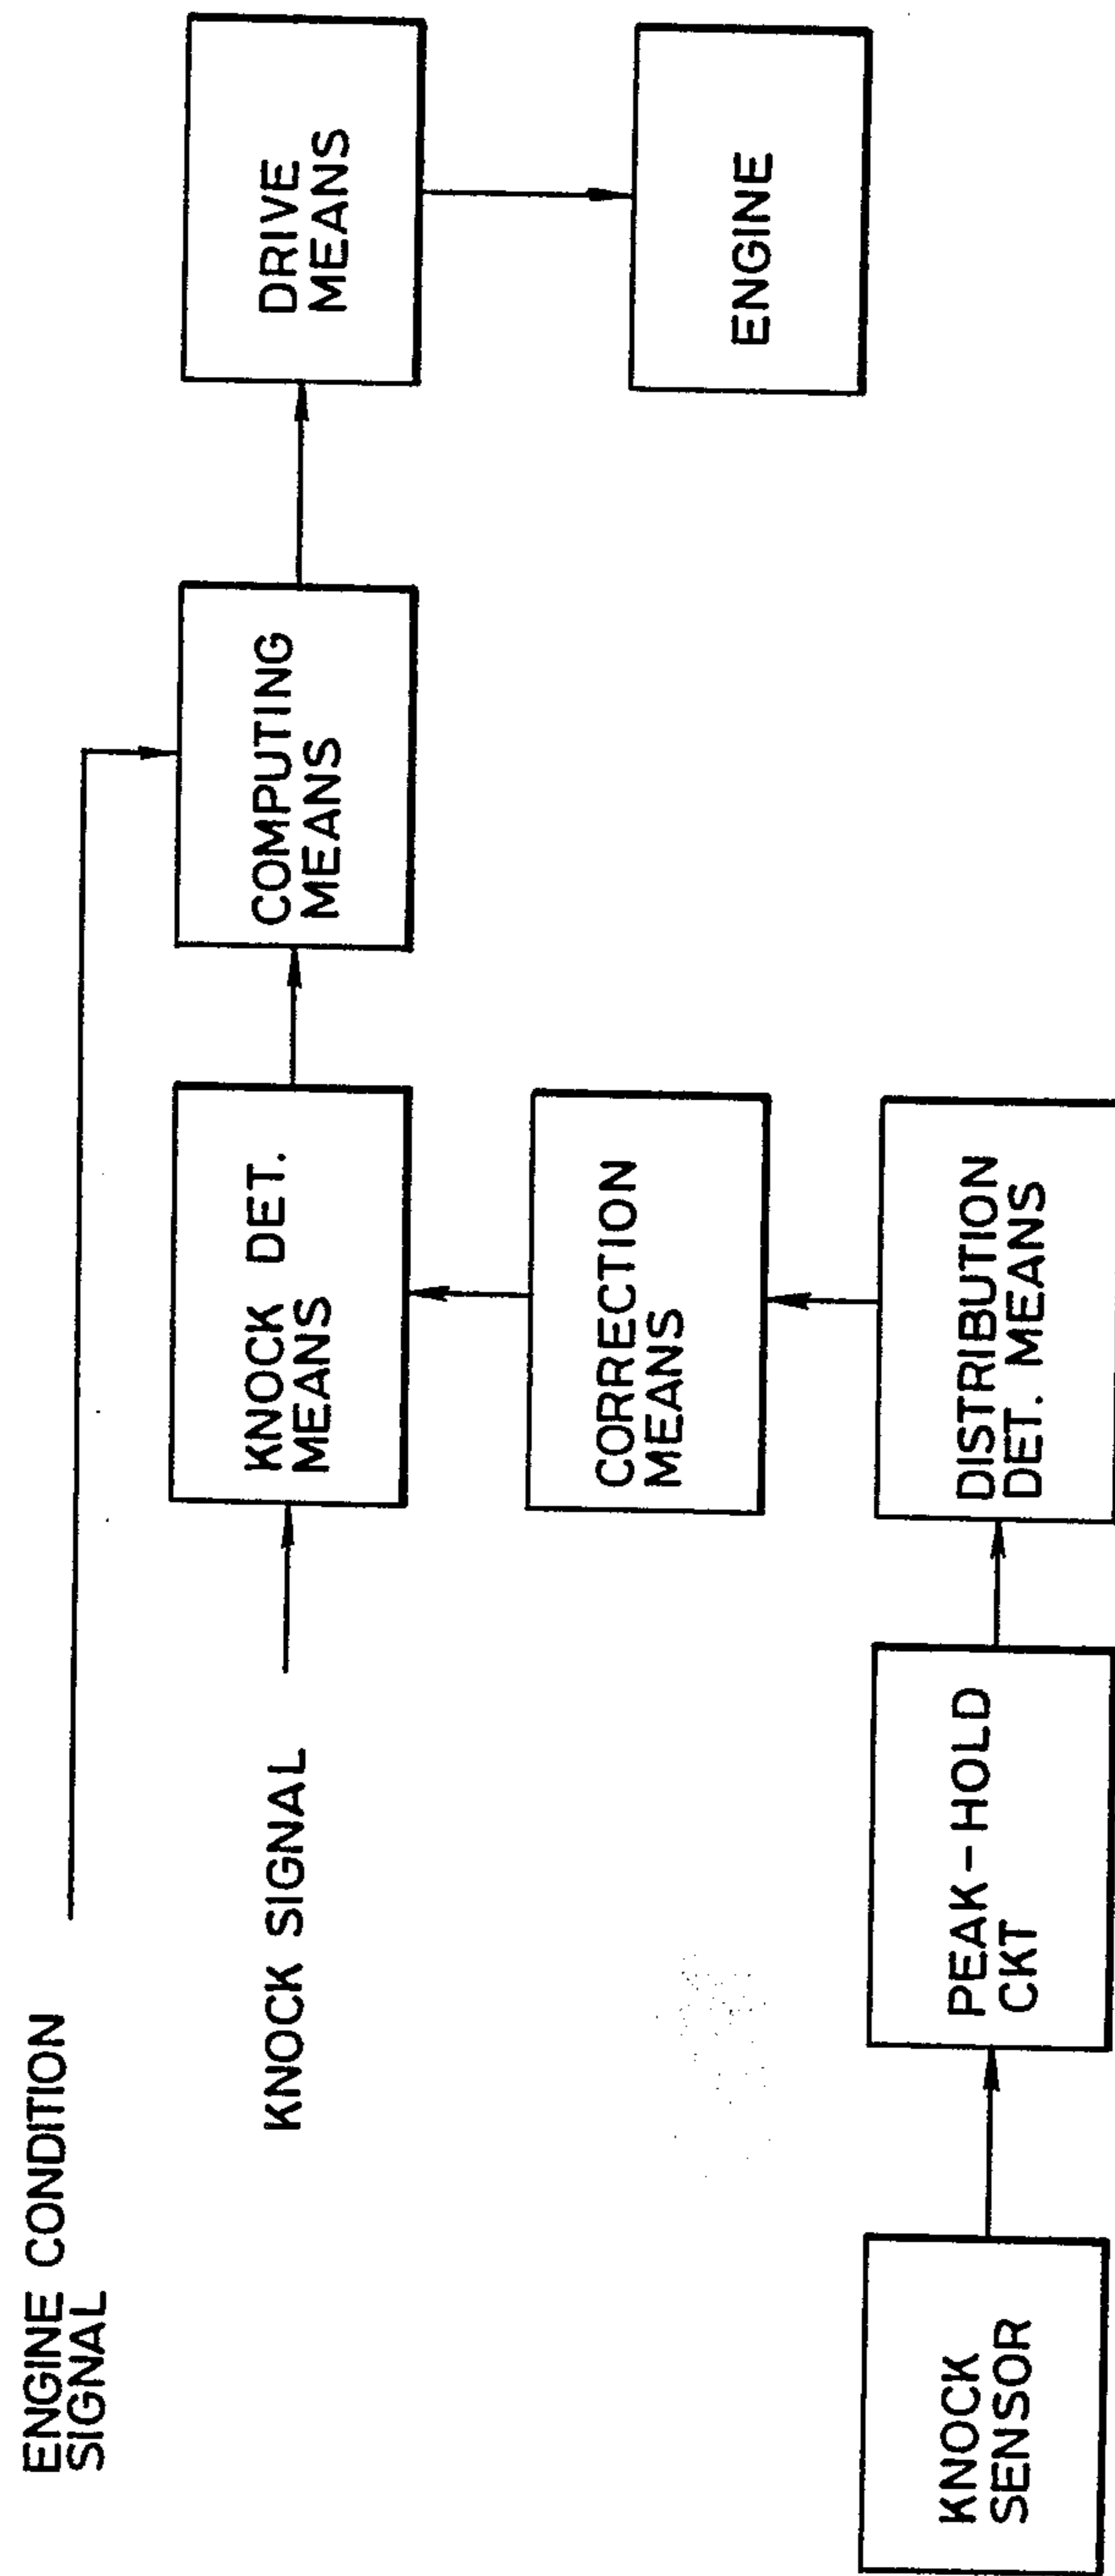 ENGINE CONDITION
SIGNAL
KNOCK SIGNAL
KNOCK DET.
MEANS
COMPUTING
MEANS
DRIVE
MEANS
CORRECTION
MEANS
ENGINE
KNOCK
SENSOR
PEAK-HOLD
CKT
DISTRIBUTION
DET. MEANS